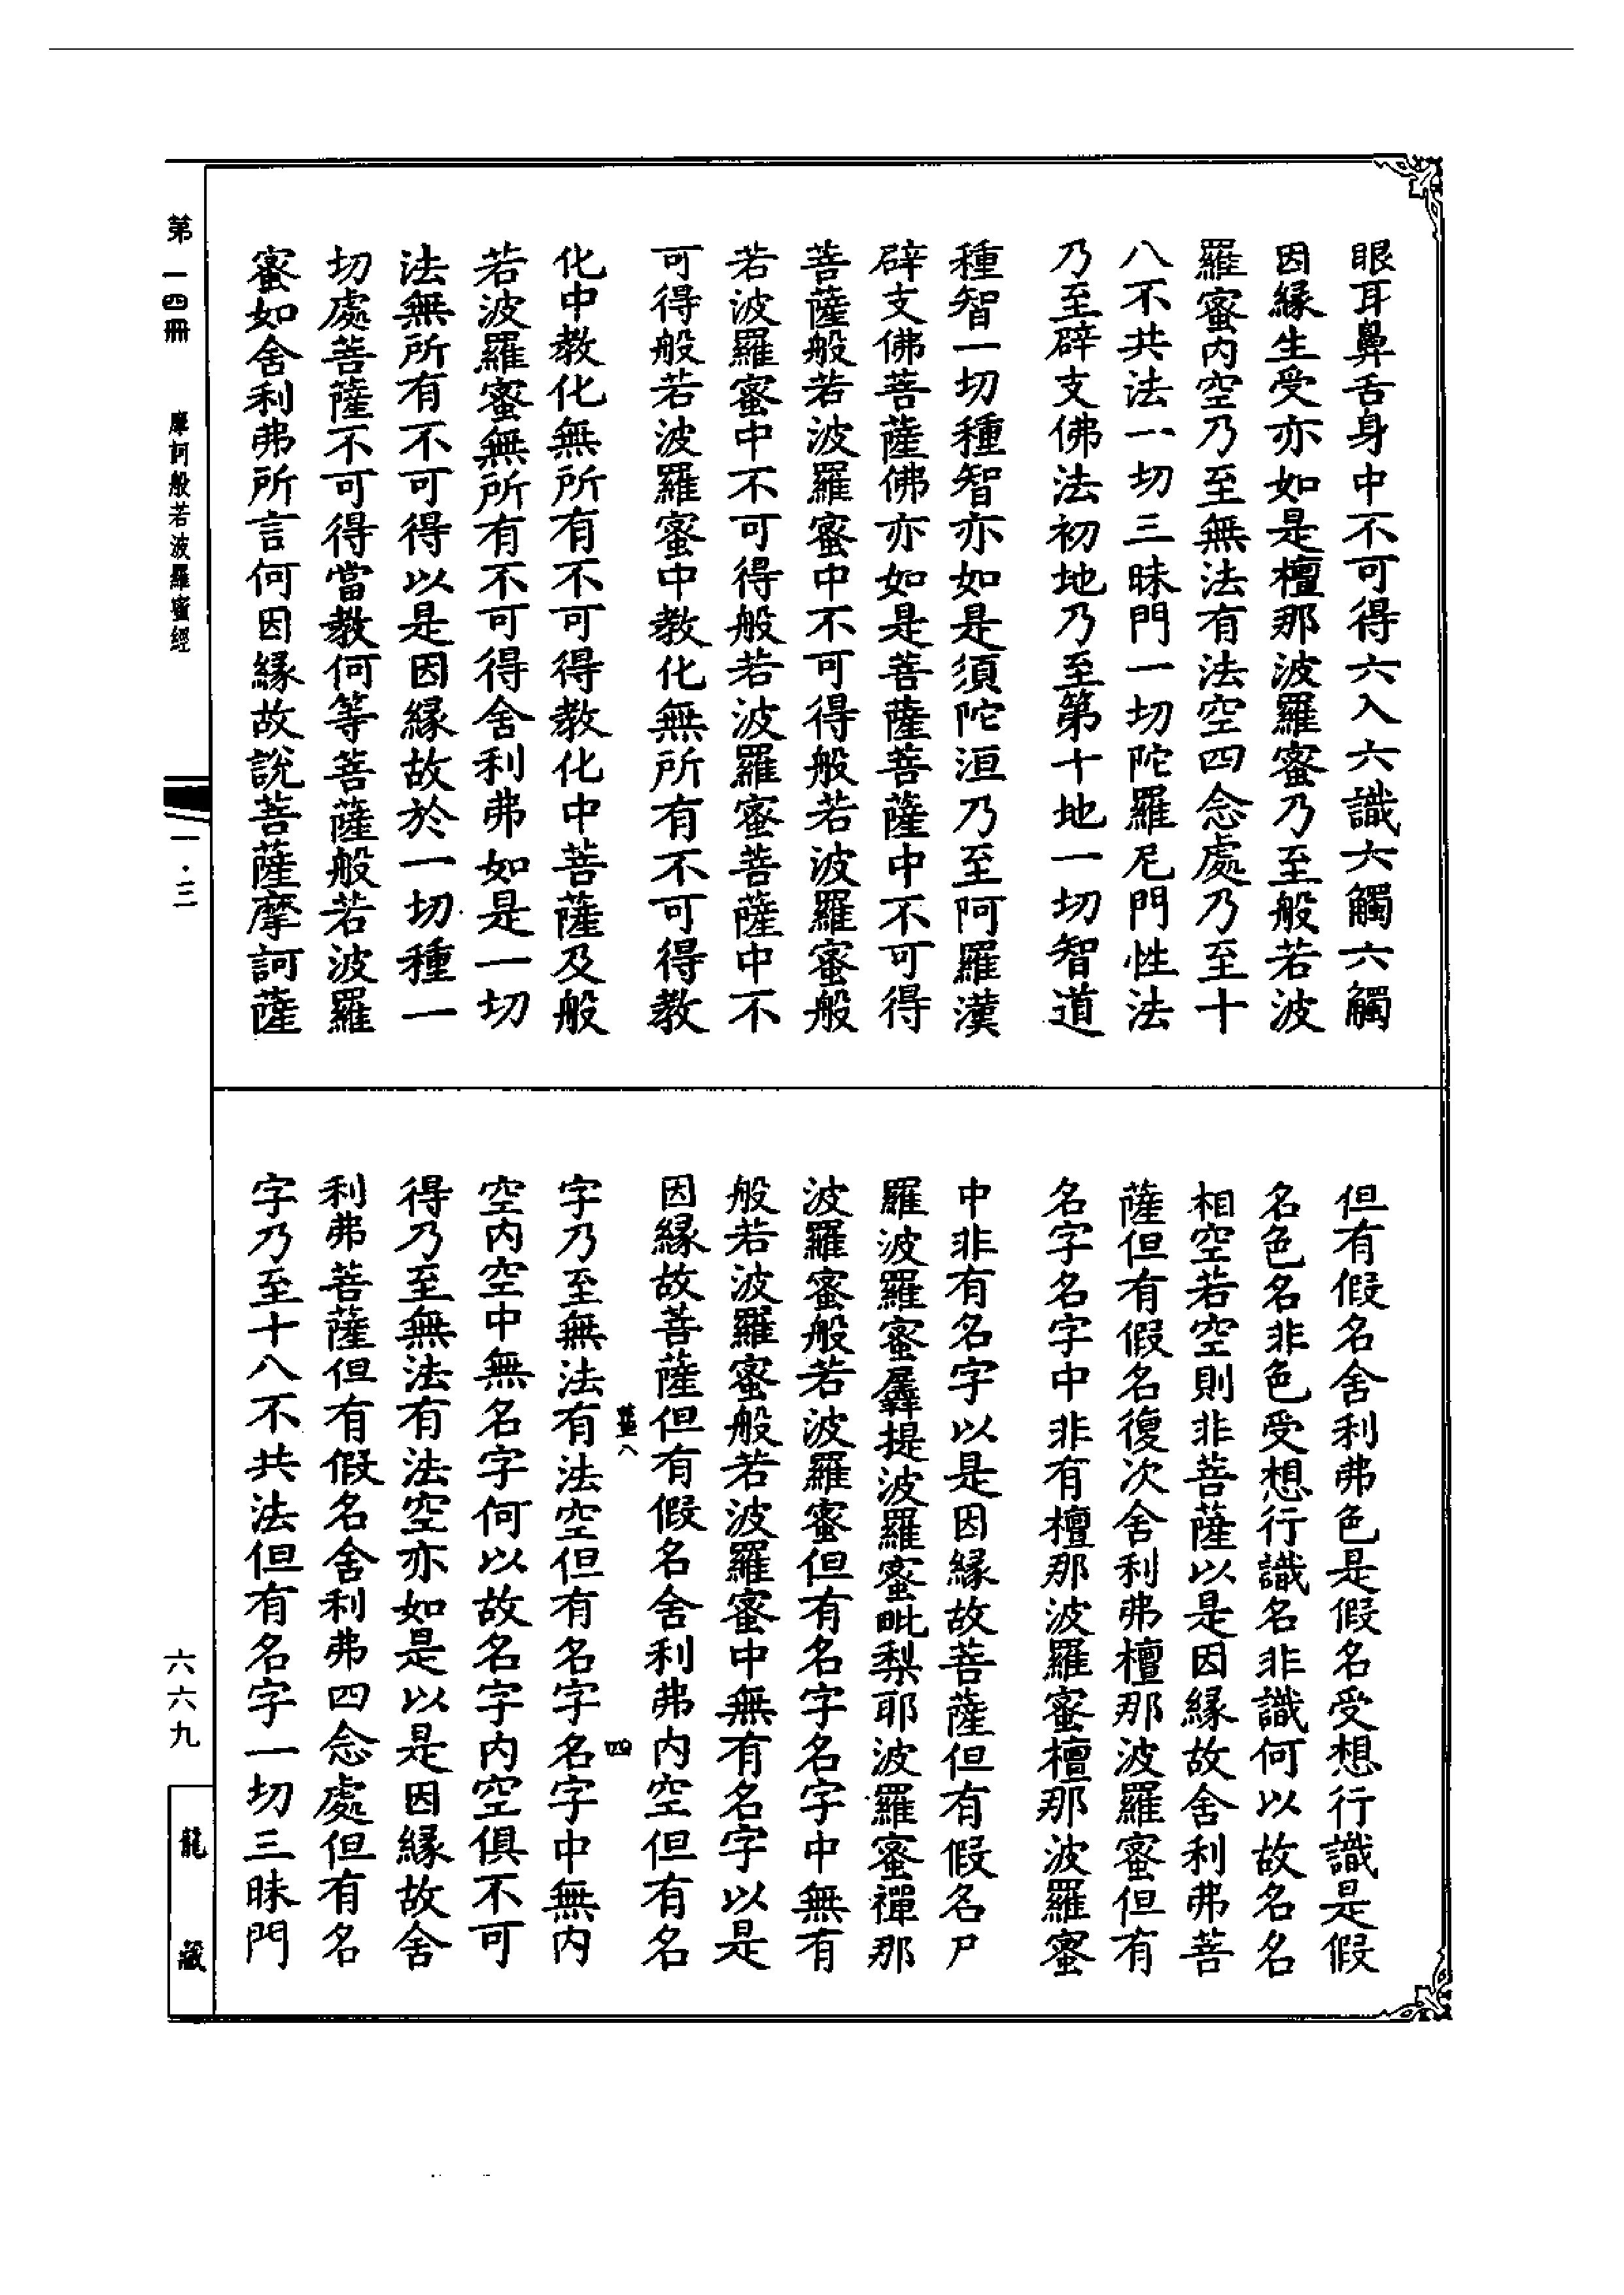 眼耳鼻舌身中不可得六入六識六觸六觸
因緣生受亦如是檀那波羅蜜乃至般若波
羅蜜內空乃至無法有法空四念處乃至十
八不共法一切三昧門一切陀羅尼門性法
乃至辟支佛法初地乃至第十地一切智道
種智一切種智亦如是須陀洹乃至阿羅漢
辟支佛菩薩佛亦如是菩薩菩薩中不可得
菩薩般若波羅蜜中不可得般若波羅蜜般
若波羅蜜中不可得般若波羅蜜菩薩中不
可得般若波羅蜜中教化無所有不可得教
化中教化無所有不可得教化中菩薩及般
若波羅蜜無所有不可得舍利弗如是一切
法無所有不可得以是因緣故於一切種一
切處菩薩不可得當教何等菩薩般若波羅
蜜如舍利弗所言何因緣故說菩薩摩訶薩
但有假名舍利弗色是假名受想行識是假
名色名非色受想行識名非識何以故名名
相空若空則非菩薩以是因緣故舍利弗菩
薩但有假名復次舍利弗檀那波羅蜜但有
名字名字中非有檀那波羅蜜檀那波羅蜜
中非有名字以是因緣故菩薩但有假名尸
羅波羅蜜羼提波羅蜜毗梨耶波羅蜜禪那
波羅蜜般若波羅蜜但有名字名字中無有
般若波羅蜜般若波羅蜜中無有名字以是
因緣故菩薩但有假名舍利弗內空但有名
八 四
字乃至無法有法空但有名字名字中無內
空內空中無名字何以故名字內空俱不可
得乃至無法有法空亦如是以是因緣故舍
利弗菩薩但有假名舍利弗四念處但有名
字乃至十八不共法但有名字一切三昧門
第一四冊 摩訶般若波羅蜜經 一·三 六六九 龍藏